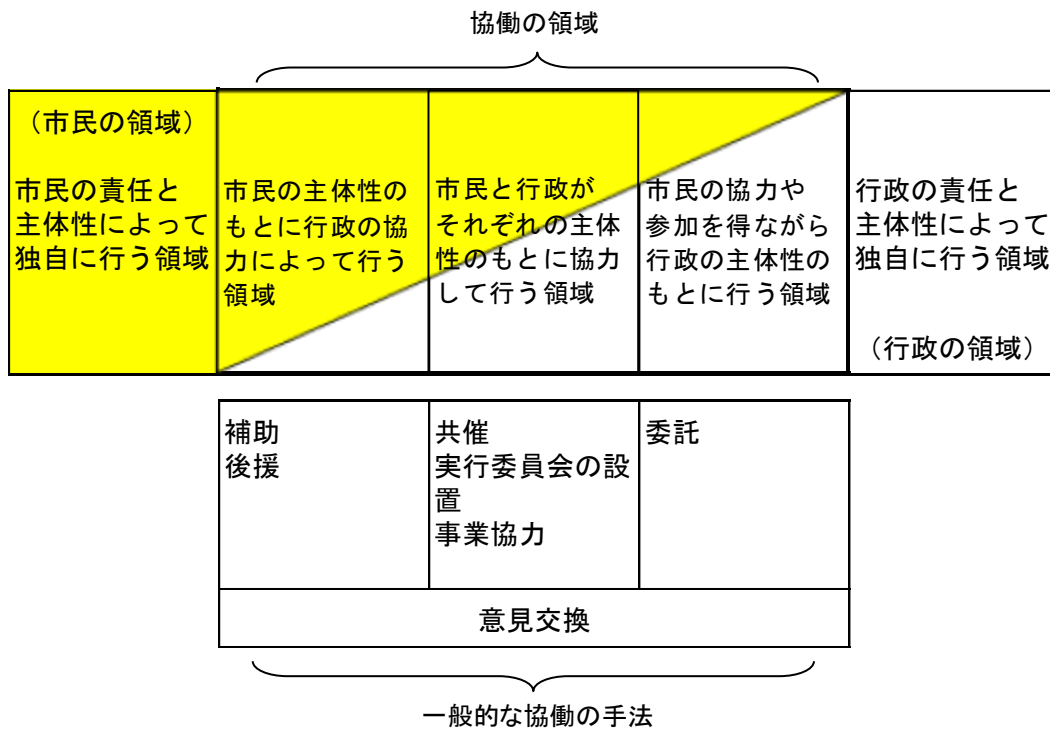 協働の領域
（市民の領域）
市民の責任と
主体性によって
独自に行う領域
市民の主体性の
もとに行政の協
力によって行う
領域
市民と行政が
それぞれの主体
性のもとに協力
して行う領域
市民の協力や
参加を得ながら
行政の主体性の
もとに行う領域
行政の責任と
主体性によって
独自に行う領域
（行政の領域）
補助
後援
共催
実行委員会の設
置
事業協力
委託
意見交換
一般的な協働の手法